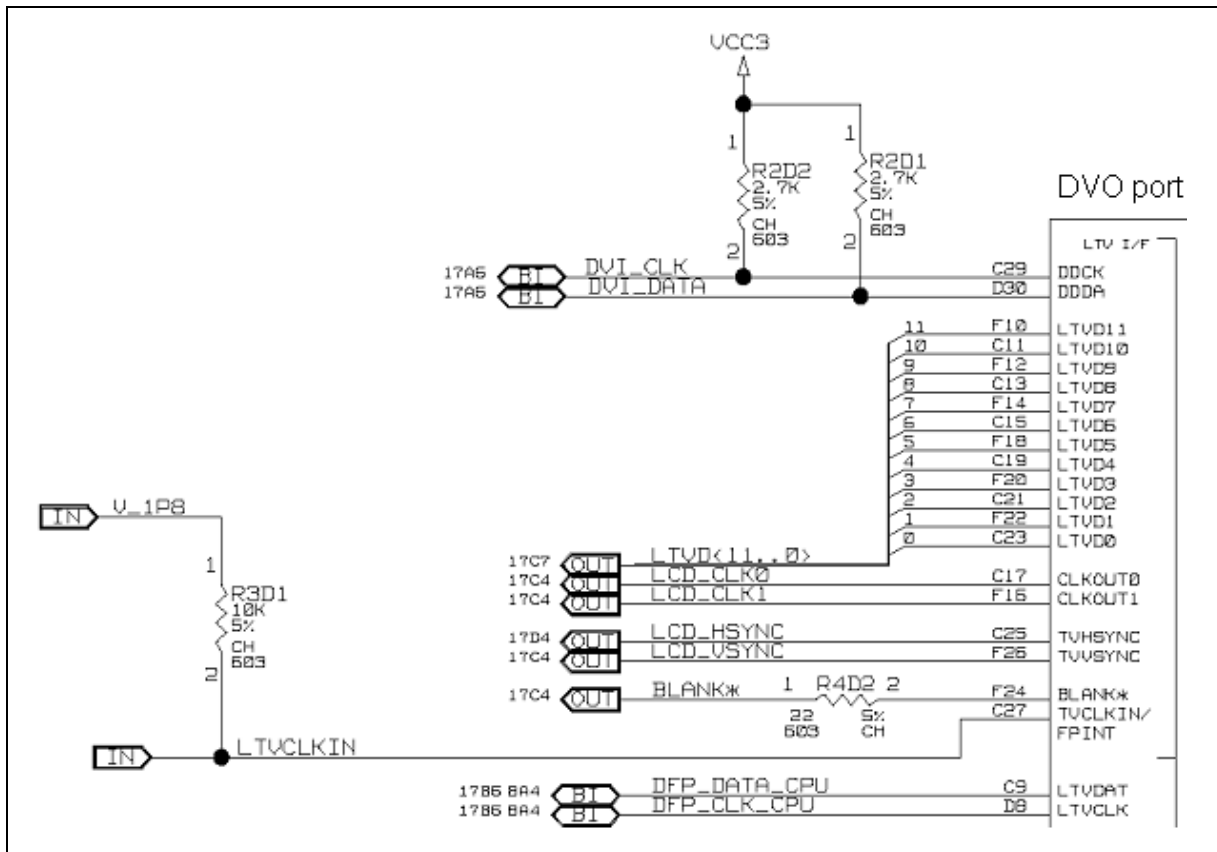 VCC3
1
R2D2
2.7K
5%
CH
603
2
1
R2D1
2.7K
5%
CH
603
2
DVO port
LTV I/F
17A5 BI DVI_CLK C29 DDCK
17A5 BI DVI_DATA D30 DDDA
11 F10 LTVD11
10 C11 LTVD10
9 F12 LTVD9
8 C13 LTVD8
7 F14 LTVD7
6 C15 LTVD6
5 F18 LTVD5
4 C19 LTVD4
3 F20 LTVD3
2 C21 LTVD2
1 F22 LTVD1
0 C23 LTVD0
IN V_1P8
1
R3D1
10K
5%
CH
603
2
17C7 OUT LTVD<11..0>
17C4 OUT LCD_CLK0 C17 CLKOUT0
17C4 OUT LCD_CLK1 F16 CLKOUT1
17D4 OUT LCD_HSYNC C25 TVHSYNC
17C4 OUT LCD_VSYNC F26 TVVSYNC
17C4 OUT BLANK* 1 R4D2 2 F24 BLANK*
22 5%
603 CH
C27 TVCLKIN/
FPINT
IN LTVCLKIN
17B5 8A4 BI DFP_DATA_CPU C9 LTVDAT
17B5 8A4 BI DFP_CLK_CPU D8 LTVCLK